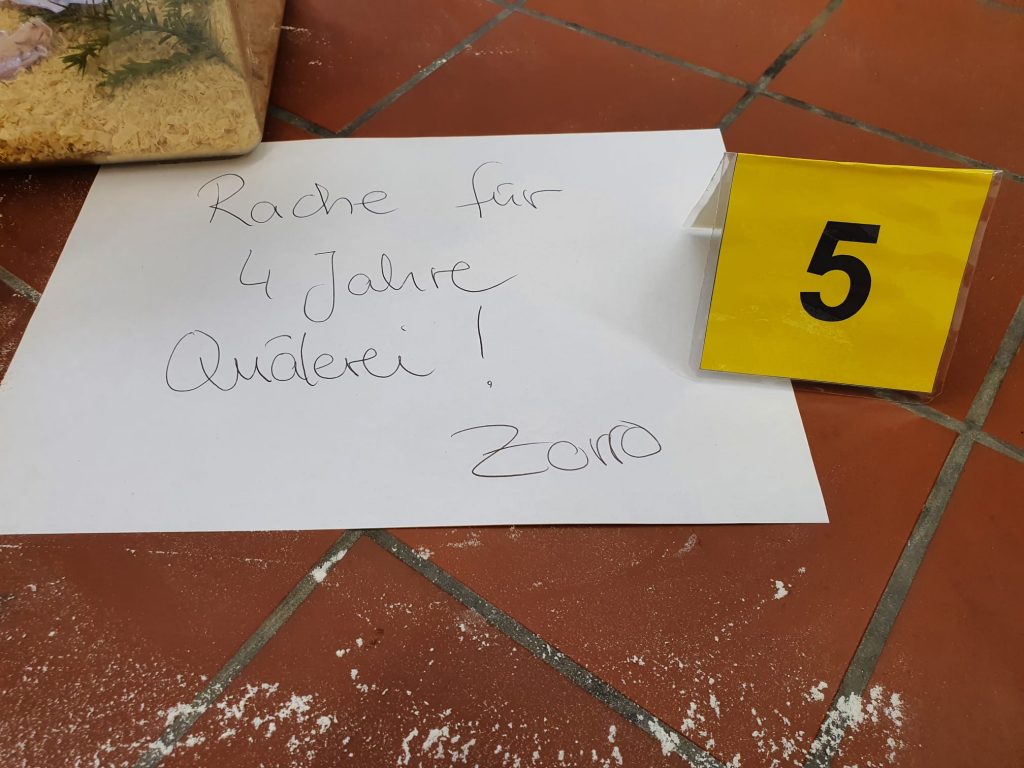 Rache für
4 Jahre
Quälerei !
Zorro
5